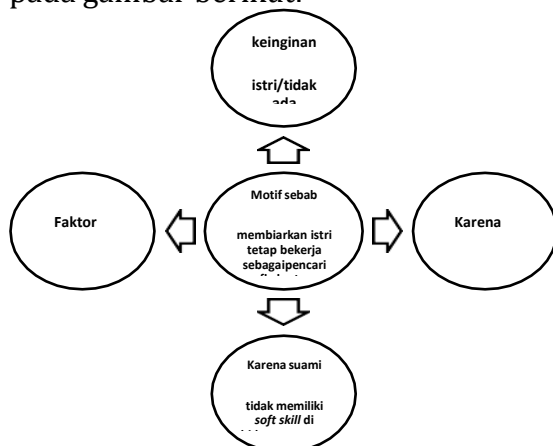 pada gambar berikut.
keinginan
istri/tidak
ada
Motif sebab
membiarkan istri
tetap bekerja
sebagaipencari
Faktor
Karena
Karena suami
tidak memiliki
soft skill di